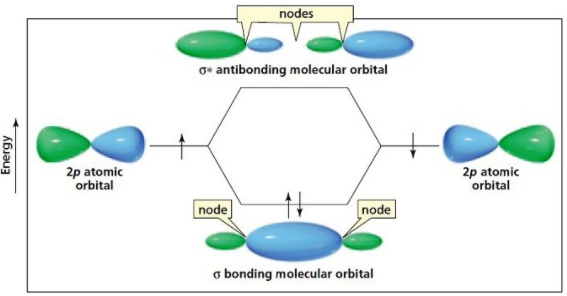 nodes
σ* antibonding molecular orbital
Energy
2p atomic
orbital
2p atomic
orbital
node
node
σ bonding molecular orbital